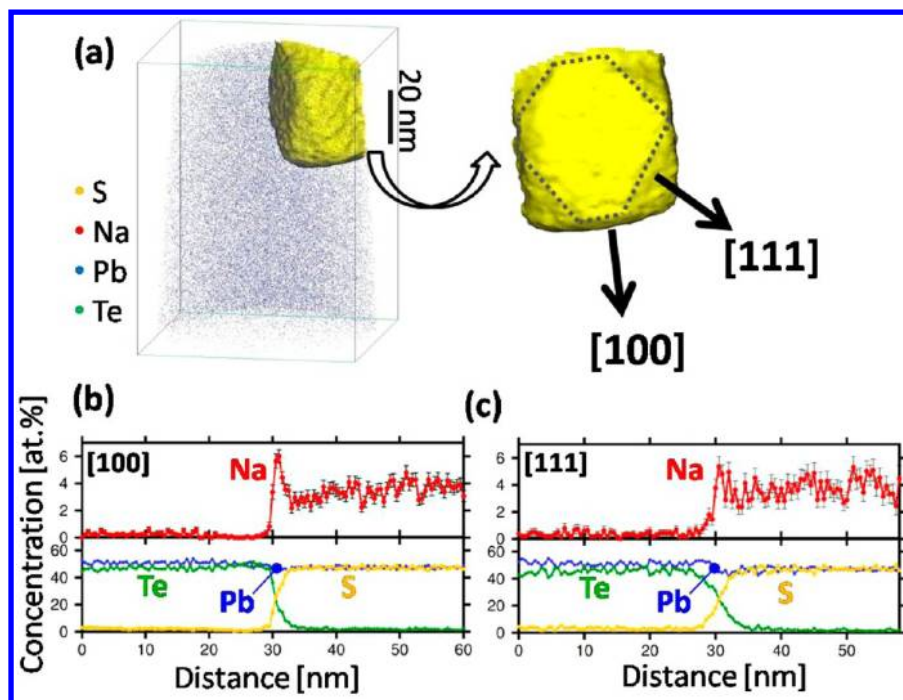 (a)
20 nm
S
Na
Pb
Te
[111]
[100]
(b)
(c)
Concentration [at.%]
[100]
Na
6
4
2
0
60
40
20
0
Te
Pb
S
0 10 20 30 40 50 60
Distance [nm]
[111]
Na
6
4
2
0
60
40
20
0
Te
Pb
S
0 10 20 30 40 50
Distance [nm]